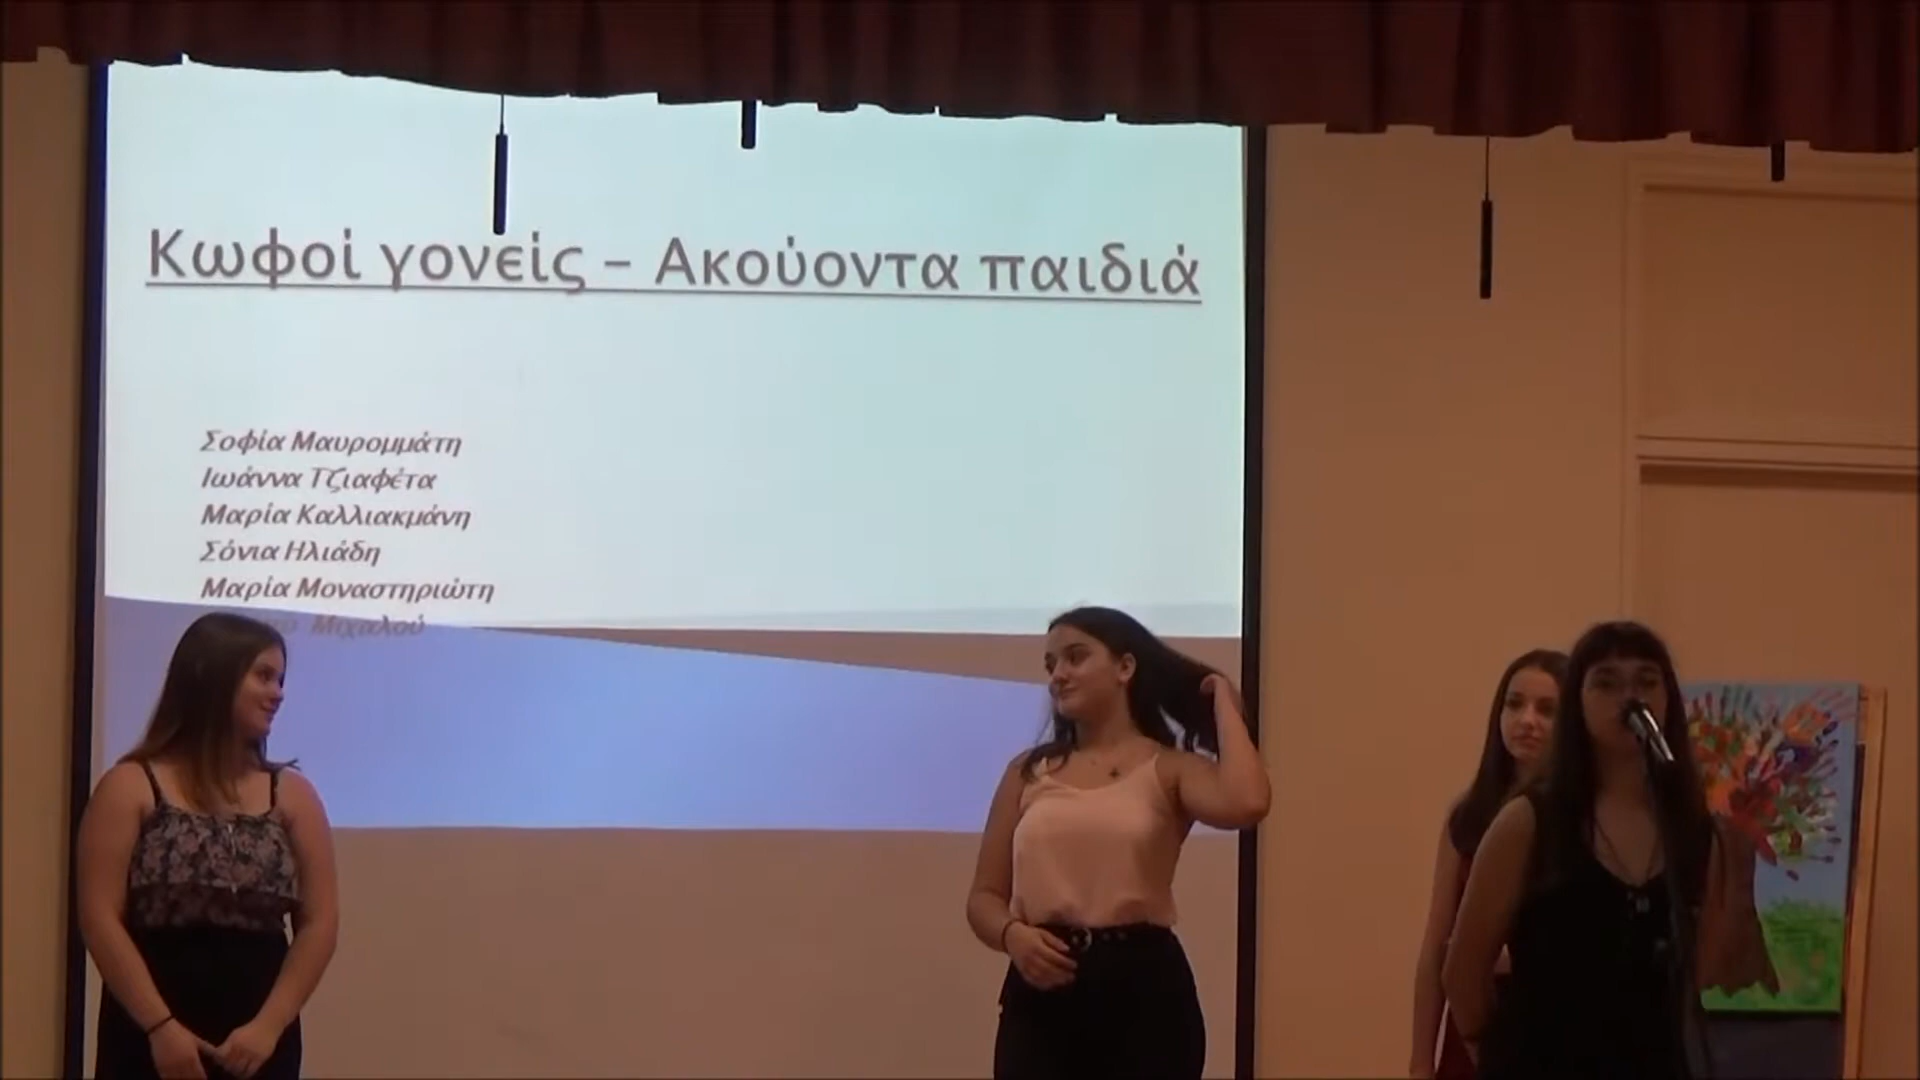 Κωφοί γονείς – Ακούοντα παιδιά
Σοφία Μαυρομμάτη
Ιωάννα Τζιαφέτα
Μαρία Καλλιακμάνη
Σόνια Ηλιάδη
Μαρία Μοναστηριώτη
Μιχαλού